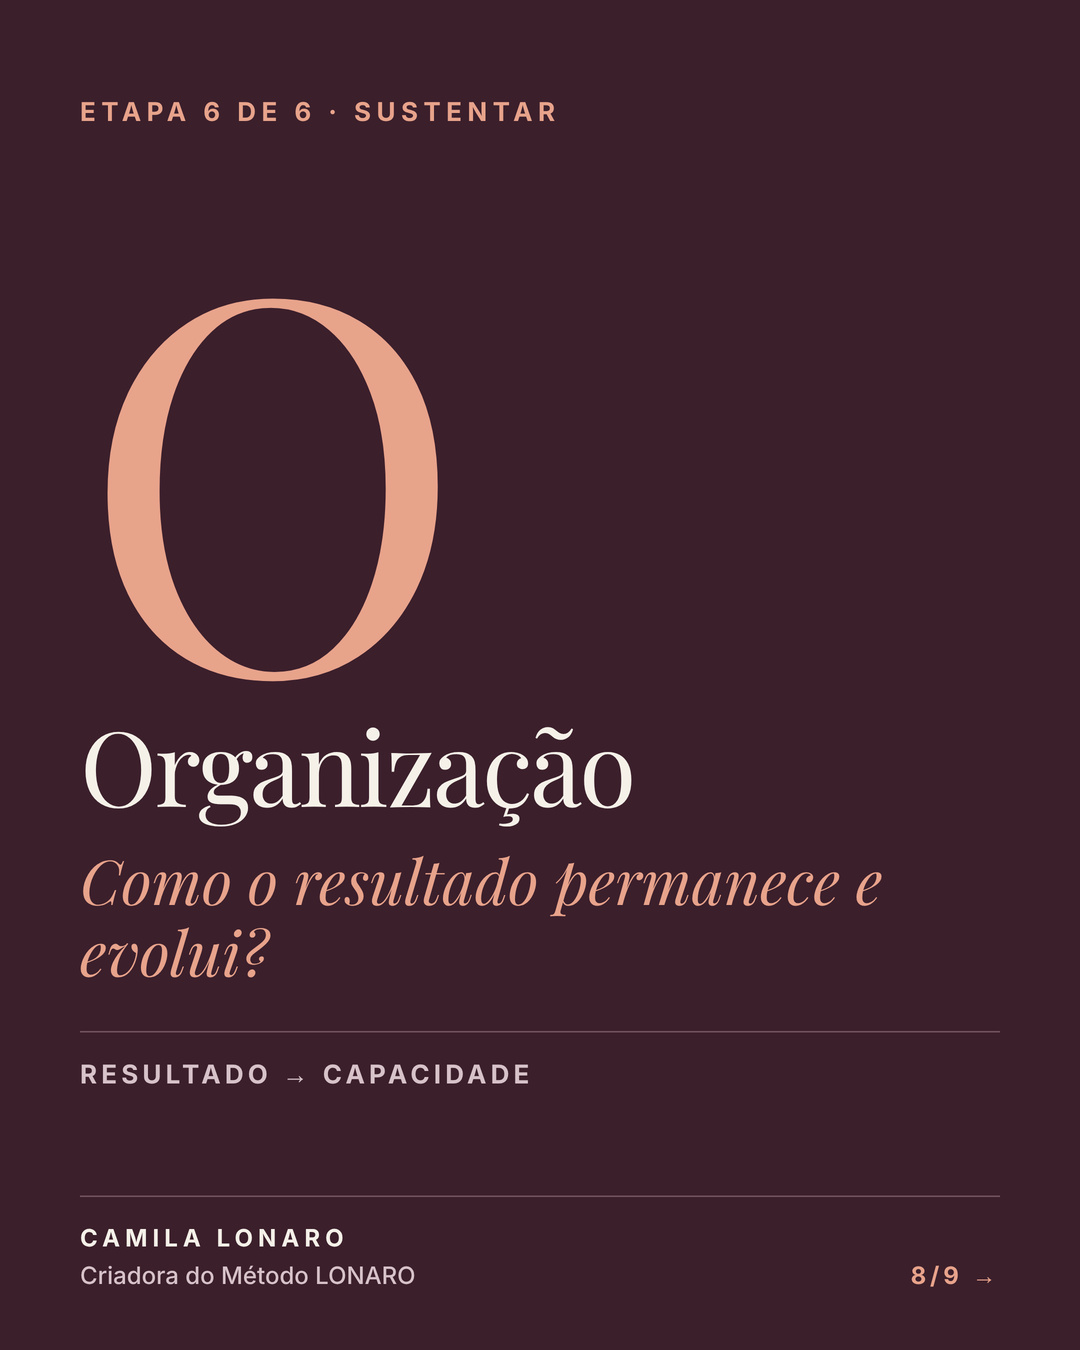 ETAPA 6 DE 6 · SUSTENTAR
O
Organização
Como o resultado permanece e
evolui?
RESULTADO → CAPACIDADE
CAMILA LONARO
Criadora do Método LONARO
8/9 →